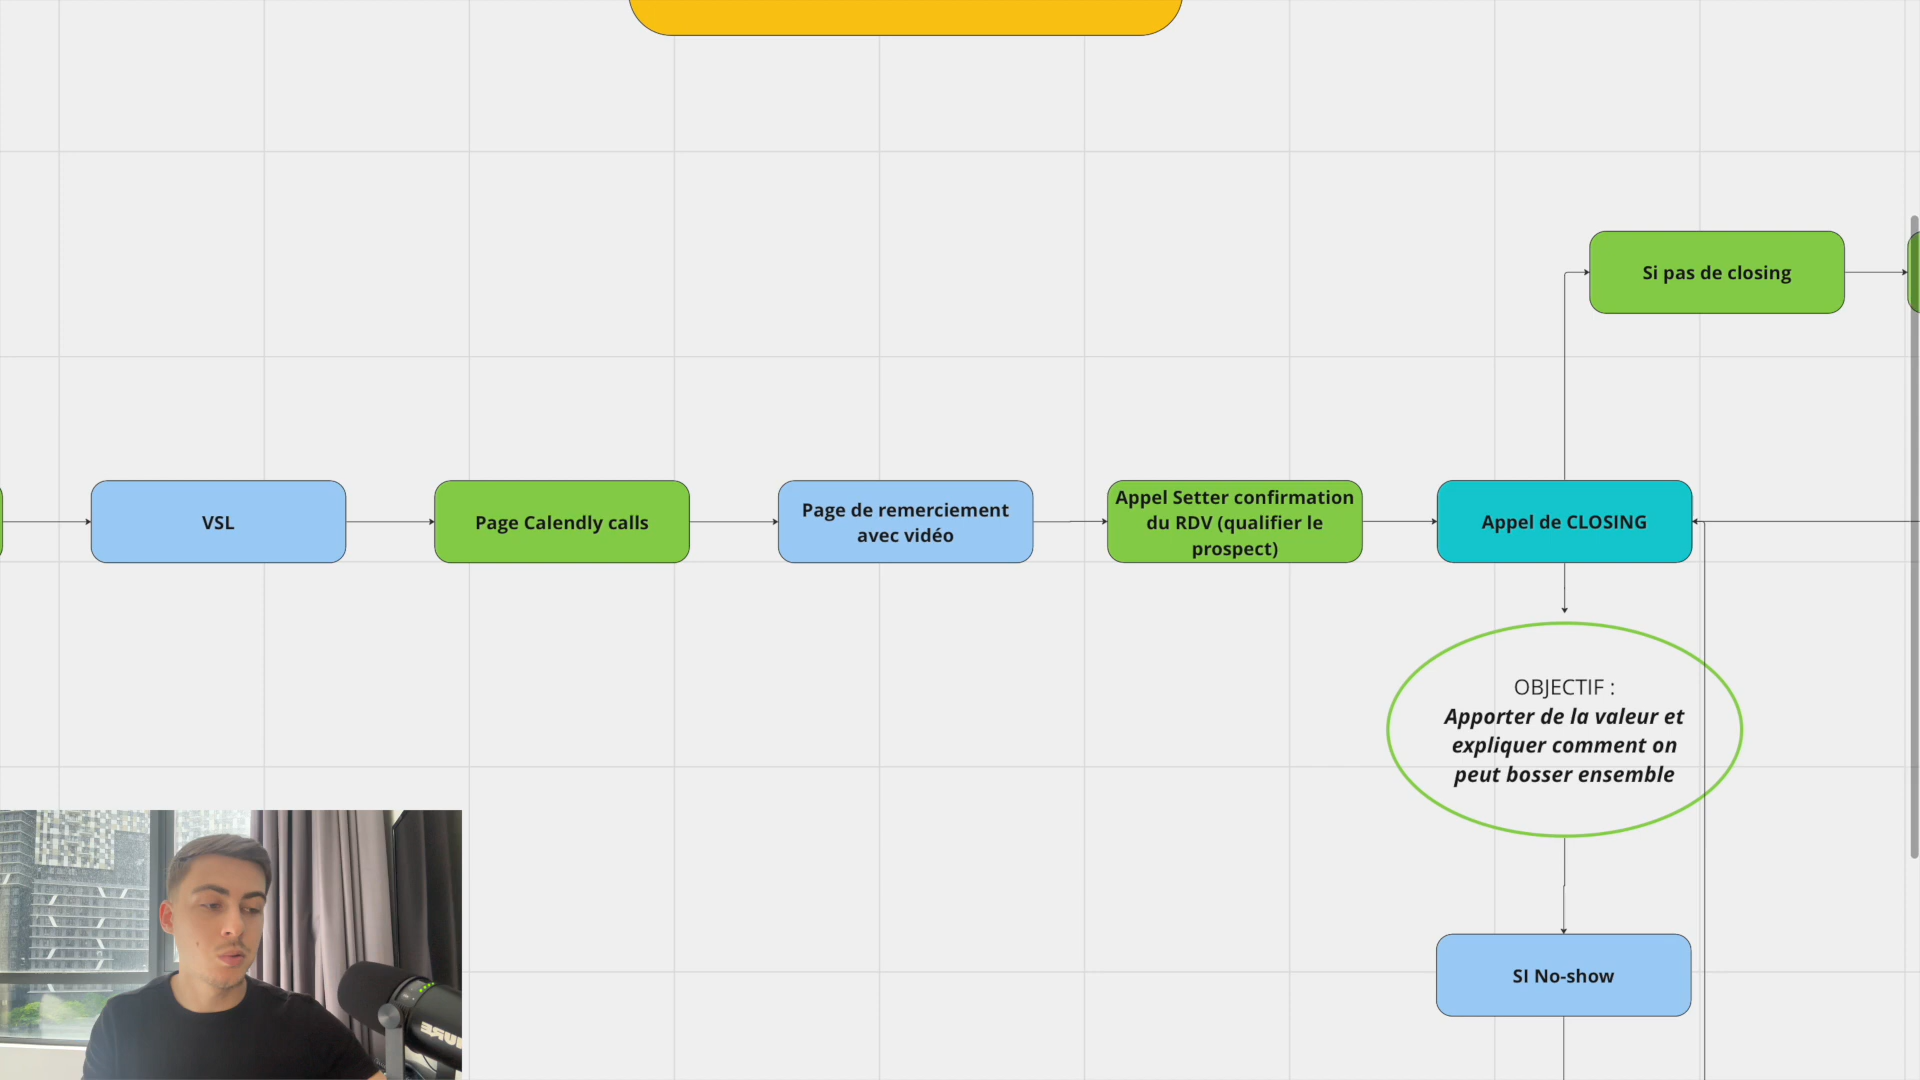 Si pas de closing
VSL
Page Calendly calls
Page de remerciement
avec vidéo
Appel Setter confirmation
du RDV (qualifier le
prospect)
Appel de CLOSING
OBJECTIF :
Apporter de la valeur et
expliquer comment on
peut bosser ensemble
SI No-show
SHURE